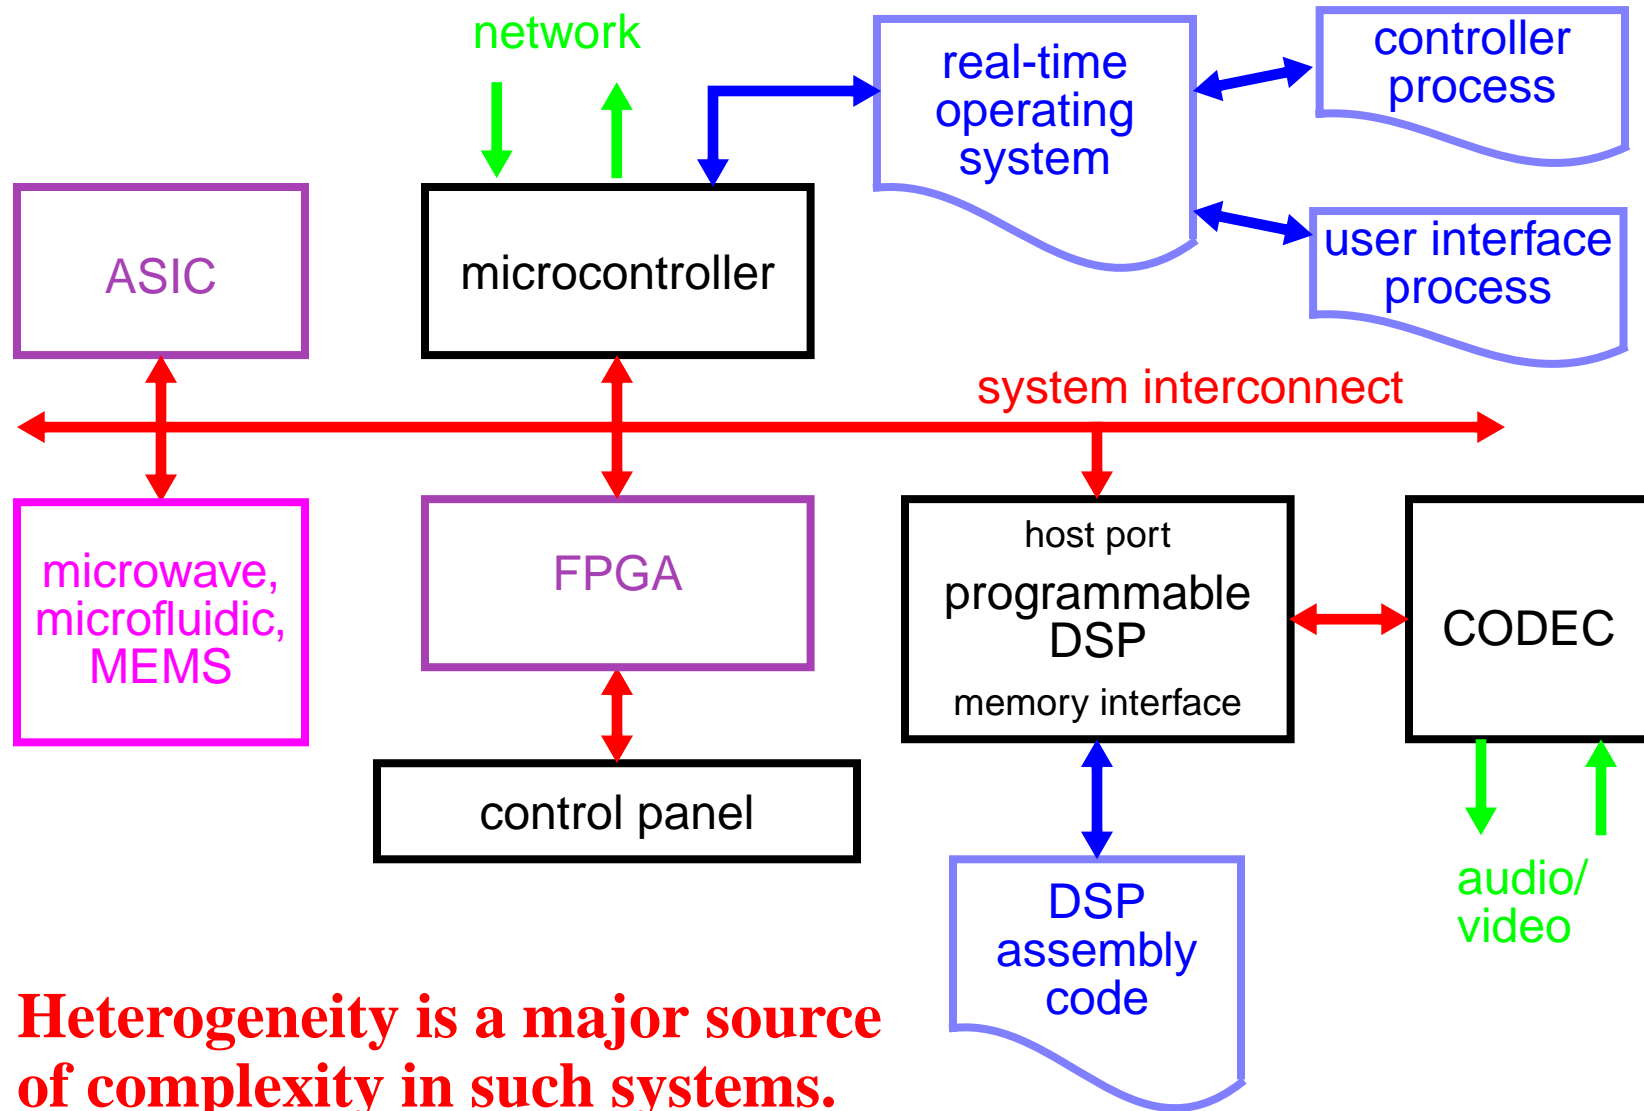 network
real-time
operating
system
controller
process
ASIC
microcontroller
user interface
process
system interconnect
microwave,
microfluidic,
MEMS
FPGA
host port
programmable
DSP
memory interface
CODEC
control panel
DSP
assembly
code
audio/
video
Heterogeneity is a major source
of complexity in such systems.